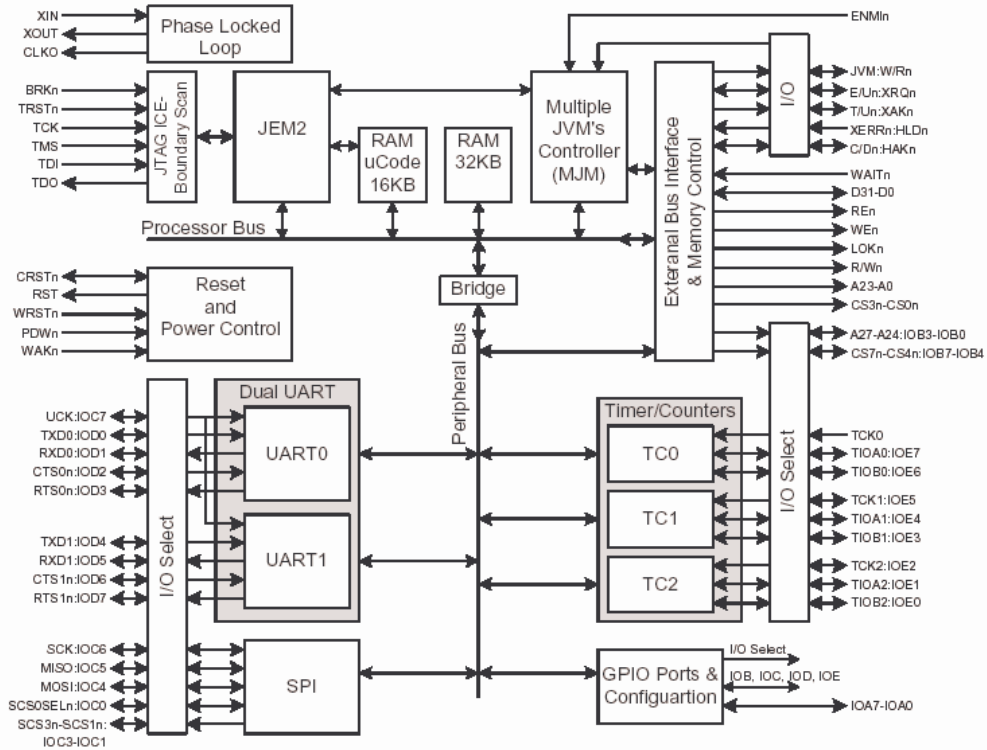 XIN
XOUT
CLKO
Phase Locked
Loop
ENMIn
BRKn
TRSTn
TCK
TMS
TDI
TDO
JTAG ICE-
Boundary Scan
JEM2
RAM
uCode
16KB
RAM
32KB
Multiple
JVM's
Controller
(MJM)
Exteranal Bus Interface
& Memory Control
I/O
JVM:W/Rn
E/Un:XRQn
T/Un:XAKn
XERRn:HLDn
C/Dn:HAKn
WAITn
D31-D0
REn
WEn
LOKn
R/Wn
A23-A0
CS3n-CS0n
A27-A24:IOB3-IOB0
CS7n-CS4n:IOB7-IOB4
Processor Bus
CRSTn
RST
WRSTn
PDWn
WAKn
Reset
and
Power Control
Bridge
Peripheral Bus
UCK:IOC7
TXD0:IOD0
RXD0:IOD1
CTS0n:IOD2
RTS0n:IOD3
TXD1:IOD4
RXD1:IOD5
CTS1n:IOD6
RTS1n:IOD7
SCK:IOC6
MISO:IOC5
MOSI:IOC4
SCS0SELn:IOC0
SCS3n-SCS1n:
IOC3-IOC1
I/O Select
Dual UART
UART0
UART1
SPI
Timer/Counters
TC0
TC1
TC2
I/O Select
TCK0
TIOA0:IOE7
TIOB0:IOE6
TCK1:IOE5
TIOA1:IOE4
TIOB1:IOE3
TCK2:IOE2
TIOA2:IOE1
TIOB2:IOE0
GPIO Ports &
Configuartion
I/O Select
IOB, IOC, IOD, IOE
IOA7-IOA0